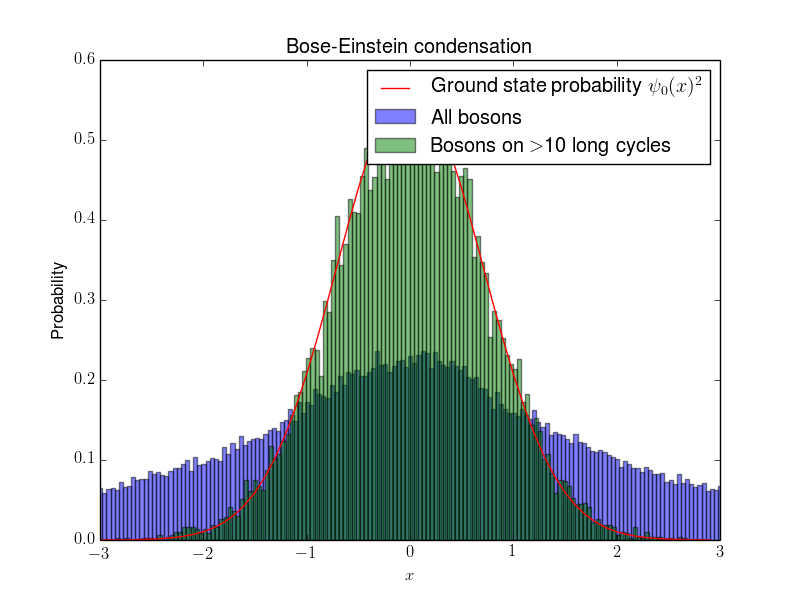 Bose-Einstein condensation
Ground state probability ψ₀(x)²
All bosons
Bosons on >10 long cycles
Probability
0.6
0.5
0.4
0.3
0.2
0.1
0.0
−3 −2 −1 0 1 2 3
x